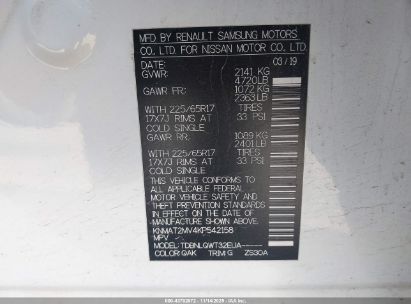 MFD BY RENAULT SAMSUNG MOTORS
CO, LTD FOR NISSAN MOTOR CO, LTD.
DATE: 03/19
GVWR: 2141 KG
4720LB
GAWR FR: 1072 KG
2363LB
WITH 225/65R17 TIRES
17X7J RIMS AT 33 PSI
COLD SINGLE
GAWR RR: 1089 KG
2401LB
WITH 225/65R17 TIRES
17X7J RIMS AT 33 PSI
COLD SINGLE
THIS VEHICLE CONFORMS TO
ALL APPLICABLE FEDERAL MOTOR
VEHICLE SAFETY STANDARDS
IN EFFECT ON THE DATE OF
MANUFACTURE SHOWN ABOVE.
KNMAT2MV4KP542158
MPV
MODEL: TDBNLQWT32EUA------
COLOR: QAK TRIM: G ZS30A